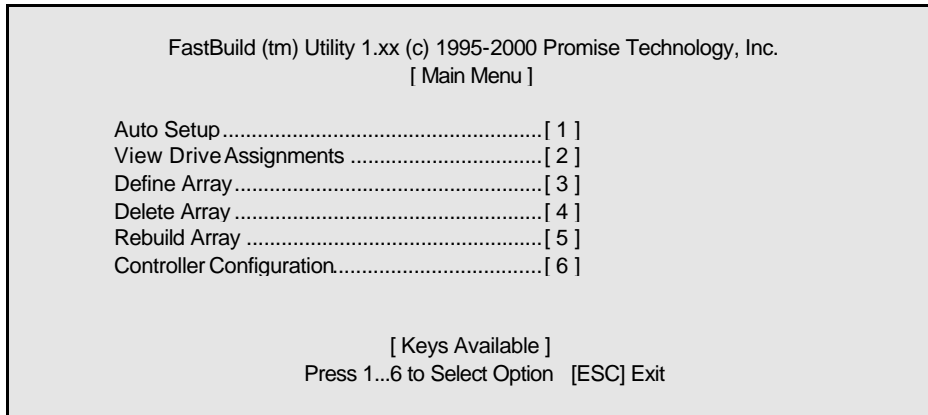 FastBuild (tm) Utility 1.xx (c) 1995-2000 Promise Technology, Inc.
[ Main Menu ]
Auto Setup......................................................[ 1 ]
View Drive Assignments ................................[ 2 ]
Define Array....................................................[ 3 ]
Delete Array ...................................................[ 4 ]
Rebuild Array .................................................[ 5 ]
Controller Configuration...................................[ 6 ]
[ Keys Available ]
Press 1...6 to Select Option [ESC] Exit